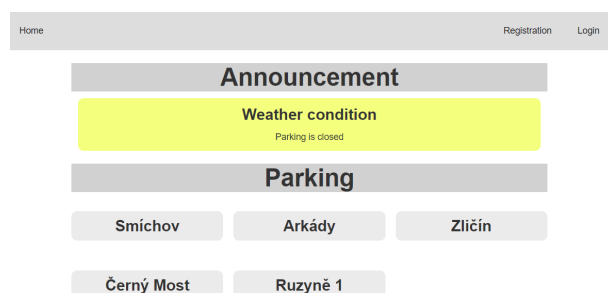 Home Registration Login
Announcement
Weather condition
Parking is closed
Parking
Smíchov Arkády Zličín
Černý Most Ruzyně 1